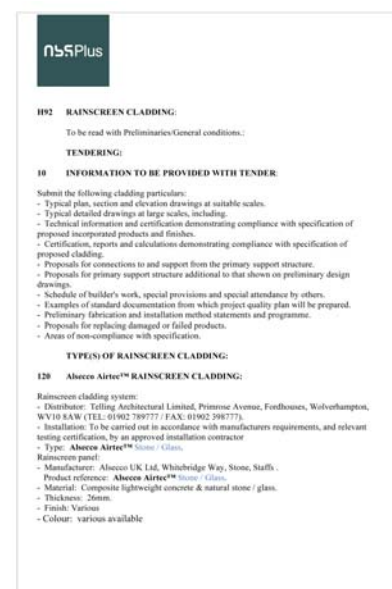 nbsPlus
H92 RAINSCREEN CLADDING:
To be read with Preliminaries/General conditions.:
TENDERING:
10 INFORMATION TO BE PROVIDED WITH TENDER:
Submit the following cladding particulars:
- Typical plan, section and elevation drawings at suitable scales.
- Typical detailed drawings at large scales, including.
- Technical information and certification demonstrating compliance with specification of
proposed incorporated products and finishes.
- Certification, reports and calculations demonstrating compliance with specification of
proposed cladding.
- Proposals for connections to and support from the primary support structure.
- Proposals for primary support structure additional to that shown on preliminary design
drawings.
- Schedule of builder's work, special provisions and special attendance by others.
- Examples of standard documentation from which project quality plan will be prepared.
- Preliminary fabrication and installation method statements and programme.
- Proposals for replacing damaged or failed products.
- Areas of non-compliance with specification.
TYPE(S) OF RAINSCREEN CLADDING:
120 Alsecco Airtec™ RAINSCREEN CLADDING:
Rainscreen cladding system:
- Distributor: Telling Architectural Limited, Primrose Avenue, Fordhouses, Wolverhampton,
WV10 8AW (TEL: 01902 789777 / FAX: 01902 398777).
- Installation: To be carried out in accordance with manufacturers requirements, and relevant
testing certification, by an approved installation contractor
- Type: Alsecco Airtec™ Stone / Glass.
Rainscreen panel:
- Manufacturer: Alsecco UK Ltd, Whitebridge Way, Stone, Staffs .
Product reference: Alsecco Airtec™ Stone / Glass.
- Material: Composite lightweight concrete & natural stone / glass.
- Thickness: 26mm.
- Finish: Various
- Colour: various available